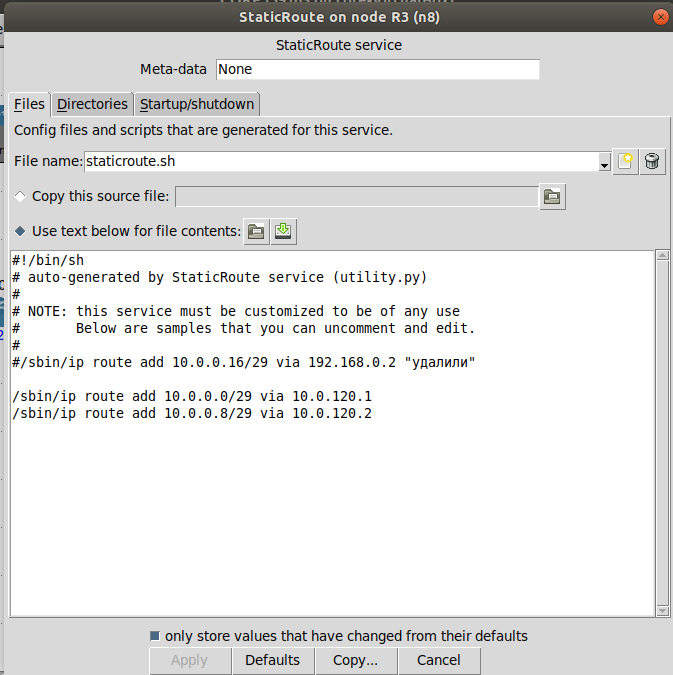 StaticRoute on node R3 (n8)
StaticRoute service
Meta-data None
Files Directories Startup/shutdown
Config files and scripts that are generated for this service.
File name: staticroute.sh
Copy this source file:
Use text below for file contents:
#!/bin/sh
# auto-generated by StaticRoute service (utility.py)
#
# NOTE: this service must be customized to be of any use
#       Below are samples that you can uncomment and edit.
#
#/sbin/ip route add 10.0.0.16/29 via 192.168.0.2 "удалили"
/sbin/ip route add 10.0.0.0/29 via 10.0.120.1
/sbin/ip route add 10.0.0.8/29 via 10.0.120.2
only store values that have changed from their defaults
Apply Defaults Copy... Cancel